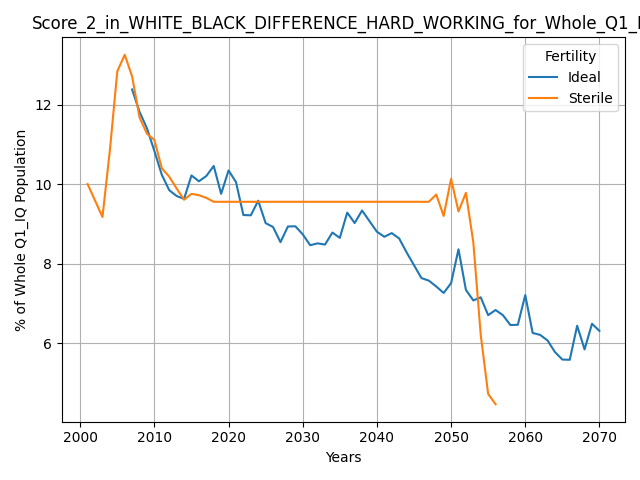 Score_2_in_WHITE_BLACK_DIFFERENCE_HARD_WORKING_for_Whole_Q1_I
Fertility
Ideal
Sterile
% of Whole Q1_IQ Population
12
10
8
6
2000 2010 2020 2030 2040 2050 2060 2070
Years